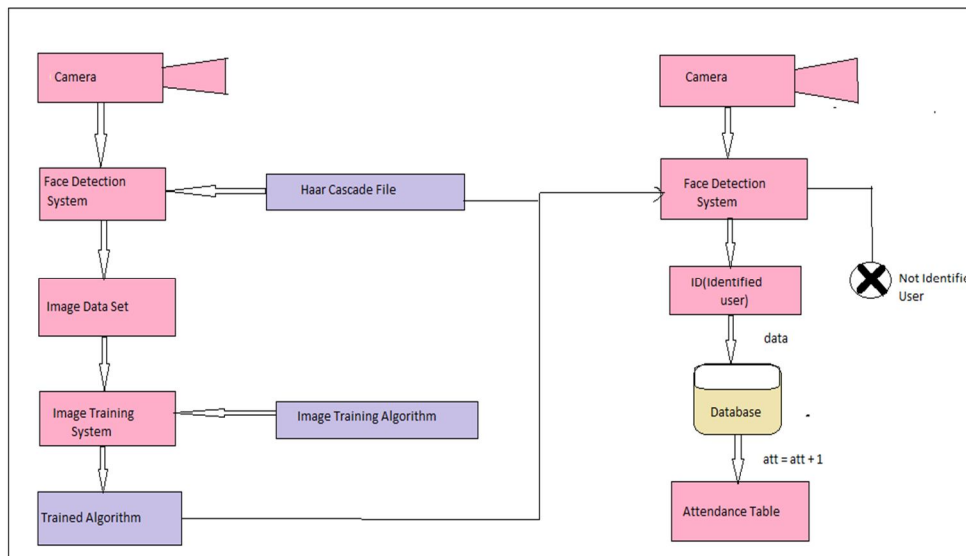 Camera
Face Detection
System
Haar Cascade File
Image Data Set
Image Training
System
Image Training Algorithm
Trained Algorithm
Camera
Face Detection
System
Not Identifie
User
ID(Identified
user)
data
Database
att = att + 1
Attendance Table